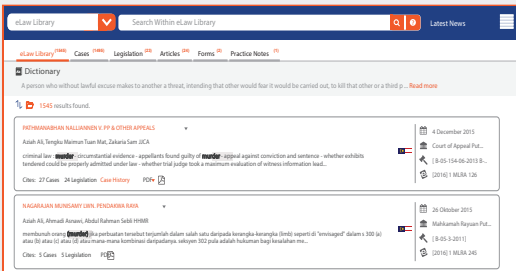 eLaw Library Search Within eLaw Library Latest News
eLaw Library Cases Legislation (23) Articles Forms (2) Practice Notes (1)
Dictionary
A person who without lawful excuse makes to another a threat, intending that other would fear it would be carried out, to kill that other or a third p ... Read more
1545 results found.
PATHMANABHAN NALLIANNEN V. PP & OTHER APPEALS
Aziah Ali, Tengku Maimun Tuan Mat, Zakaria Sam JJCA
criminal law : murder - circumstantial evidence - appellants found guilty of murder - appeal against conviction and sentence - whether exhibits
tendered could be properly admitted under law - whether trial judge took a maximum evaluation of witness information lead...
Cites: 27 Cases 24 Legislation Case History PDF
4 December 2015
Court of Appeal Put...
[ B-05-154-06-2013 B...
[2016] 1 MLRA 126
NAGARAJAN MUNISAMY LWN. PENDAKWA RAYA
Aziah Ali, Ahmadi Asnawi, Abdul Rahman Sebli HHMR
membunuh orang (murder) jika perbuatan tersebut terjumlah dalam salah satu daripada kerangka-kerangka (limb) seperti di "envisaged" dalam s 300 (a)
atau (b) atau (c) atau (d) atau mana-mana kombinasi daripadanya. seksyen 302 pula adalah hukuman bagi kesalahan me...
Cites: 5 Cases 5 Legislation PDF
26 Oktober 2015
Mahkamah Rayuan Put...
[ B-05-3-2011]
[2016] 1 MLRA 245